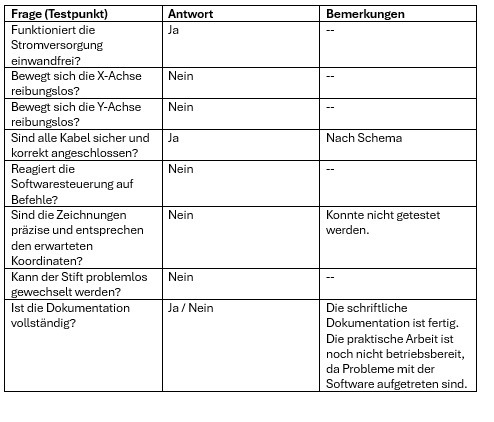 Frage (Testpunkt) Antwort Bemerkungen
Funktioniert die Ja --
Stromversorgung
einwandfrei?
Bewegt sich die X-Achse Nein --
reibungslos?
Bewegt sich die Y-Achse Nein --
reibungslos?
Sind alle Kabel sicher und Ja Nach Schema
korrekt angeschlossen?
Reagiert die Nein --
Softwaresteuerung auf
Befehle?
Sind die Zeichnungen Nein Konnte nicht getestet
präzise und entsprechen werden.
den erwarteten
Koordinaten?
Kann der Stift problemlos Nein --
gewechselt werden?
Ist die Dokumentation Ja / Nein Die schriftliche
vollständig? Dokumentation ist fertig.
Die praktische Arbeit ist
noch nicht betriebsbereit,
da Probleme mit der
Software aufgetreten sind.